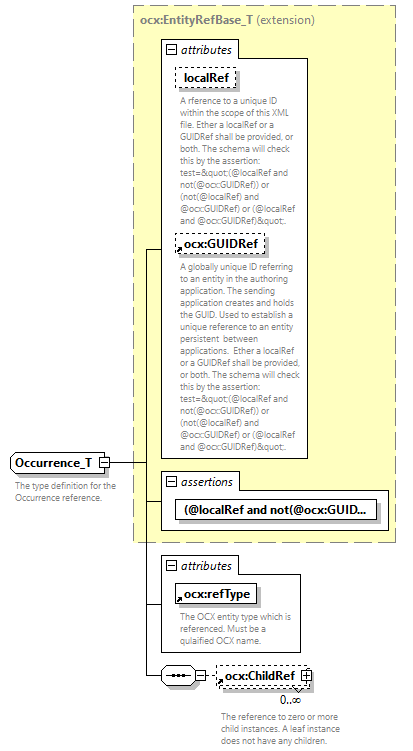 ocx:EntityRefBase_T (extension)
attributes
localRef
A rference to a unique ID
within the scope of this XML
file. Ether a localRef or a
GUIDRef shall be provided, or
both. The schema will check
this by the assertion:
test=&quot;(@localRef and
not(@ocx:GUIDRef)) or
(not(@localRef) and
@ocx:GUIDRef) or (@localRef
and @ocx:GUIDRef)&quot;.
ocx:GUIDRef
A globally unique ID referring
to an entity in the authoring
application. The sending
application creates and holds
the GUID. Used to establish a
unique reference to an entity
persistent between
applications. Ether a localRef
or a GUIDRef shall be provided,
or both. The schema will check
this by the assertion:
test=&quot;(@localRef and
not(@ocx:GUIDRef)) or
(not(@localRef) and
@ocx:GUIDRef) or (@localRef
and @ocx:GUIDRef)&quot;.
Occurrence_T
The type definition for the
Occurrence reference.
assertions
(@localRef and not(@ocx:GUID...
attributes
ocx:refType
The OCX entity type which is
referenced. Must be a
qulaified OCX name.
ocx:ChildRef
0..∞
The reference to zero or more
child instances. A leaf instance
does not have any children.